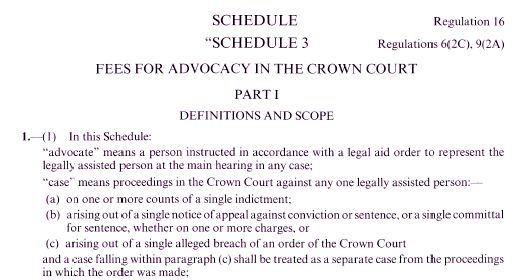 SCHEDULE Regulation 16
“SCHEDULE 3 Regulations 6(2C), 9(2A)
FEES FOR ADVOCACY IN THE CROWN COURT
PART I
DEFINITIONS AND SCOPE
1.—(1) In this Schedule:
“advocate” means a person instructed in accordance with a legal aid order to represent the
legally assisted person at the main hearing in any case;
“case” means proceedings in the Crown Court against any one legally assisted person:—
(a) on one or more counts of a single indictment;
(b) arising out of a single notice of appeal against conviction or sentence, or a single committal
for sentence, whether on one or more charges, or
(c) arising out of a single alleged breach of an order of the Crown Court
and a case falling within paragraph (c) shall be treated as a separate case from the proceedings
in which the order was made;